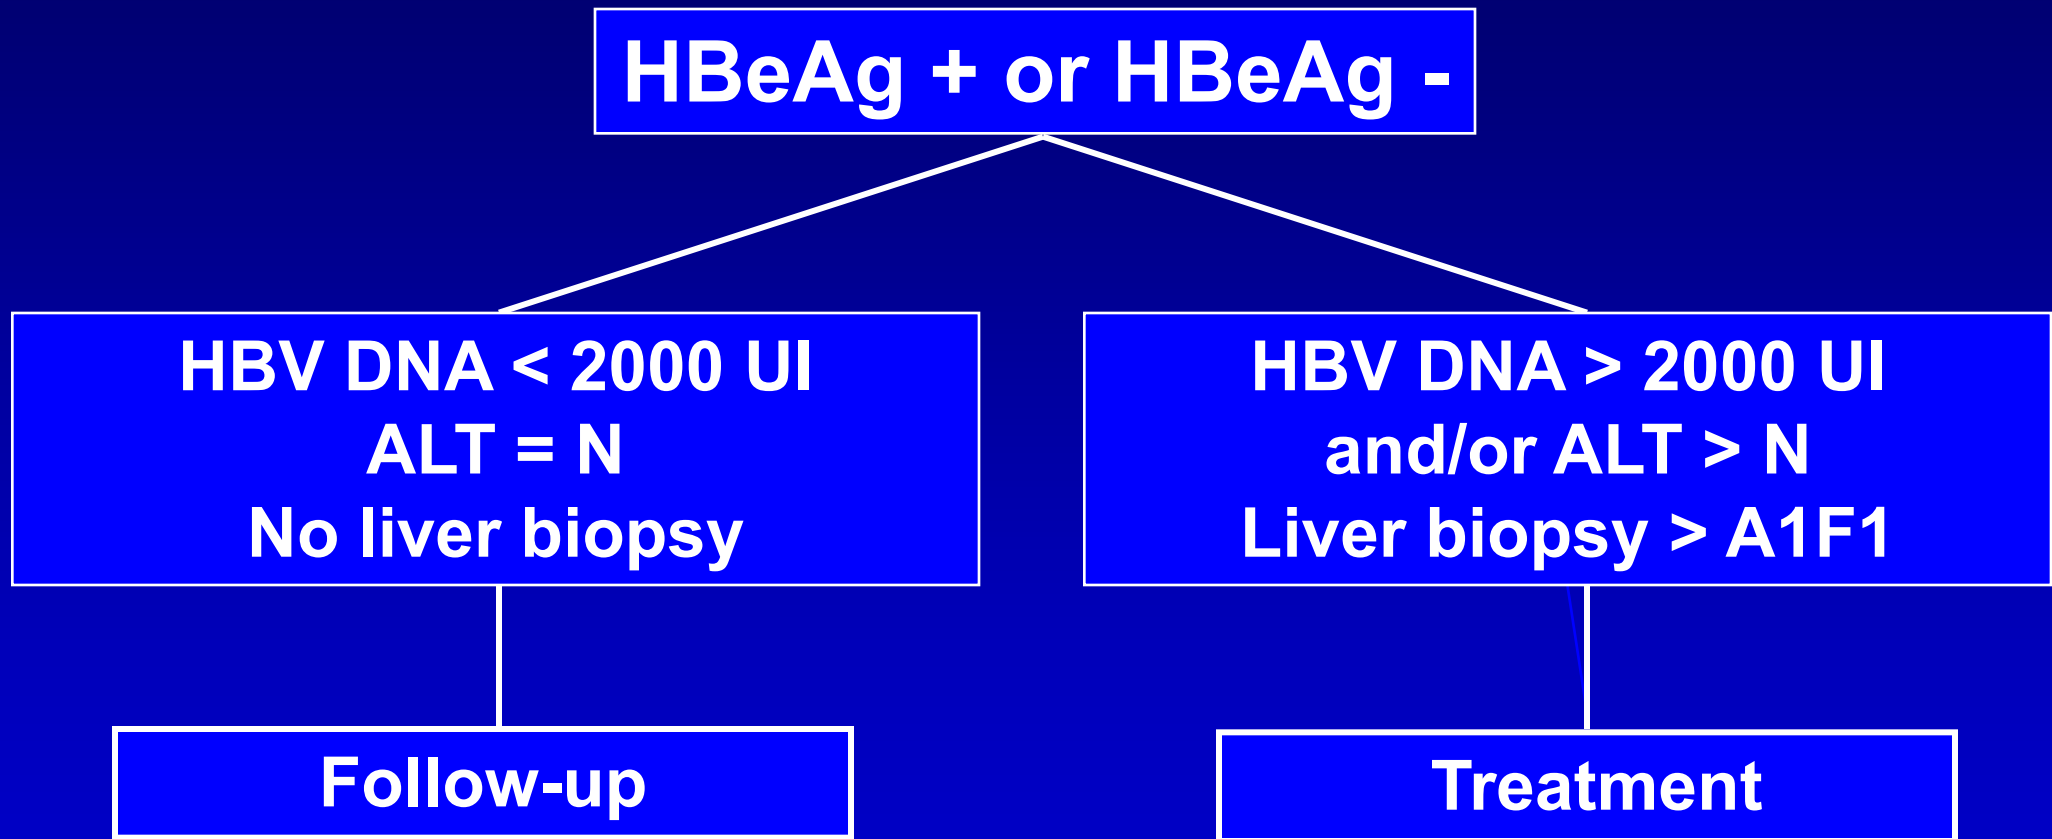 HBeAg + or HBeAg -
HBV DNA < 2000 UI
ALT = N
No liver biopsy
HBV DNA > 2000 UI
and/or ALT > N
Liver biopsy > A1F1
Follow-up
Treatment